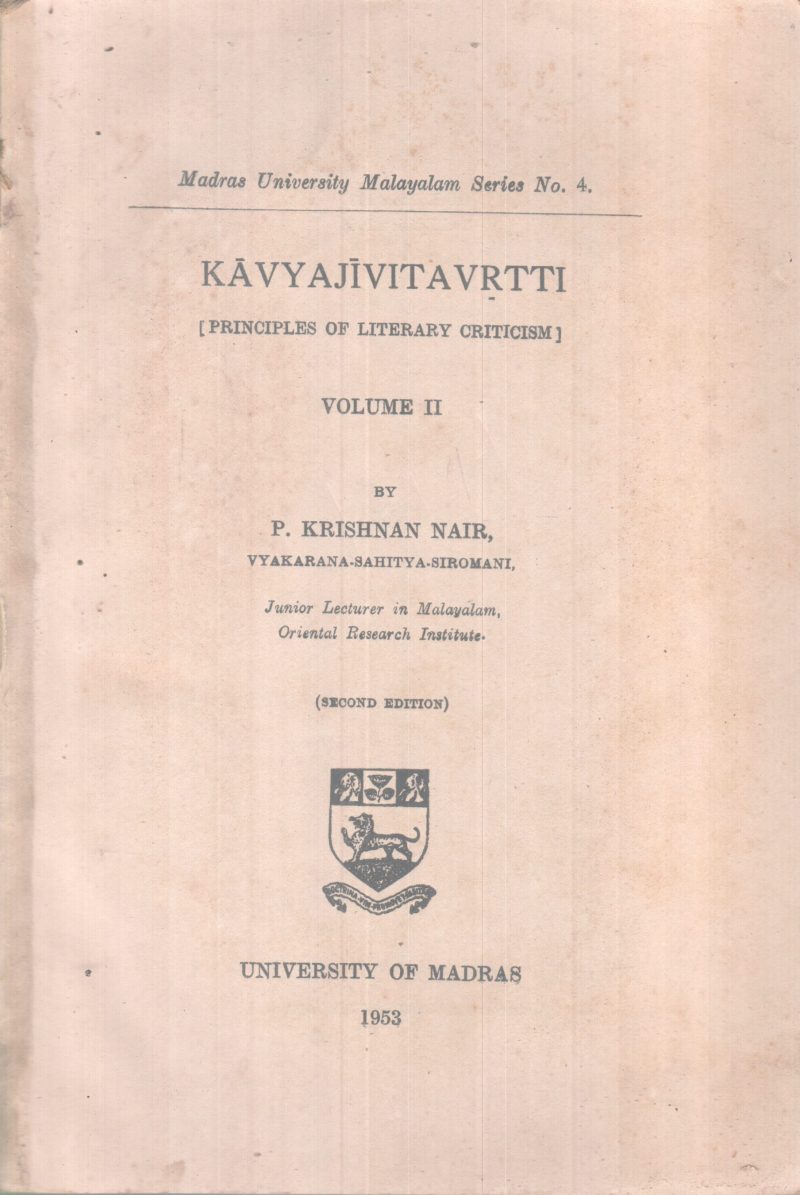 Madras University Malayalam Series No. 4.
KĀVYAJĪVITAVṚTTI
[PRINCIPLES OF LITERARY CRITICISM]
VOLUME II
BY
P. KRISHNAN NAIR,
VYAKARANA-SAHITYA-SIROMANI,
Junior Lecturer in Malayalam,
Oriental Research Institute.
(SECOND EDITION)
UNIVERSITY OF MADRAS
1953